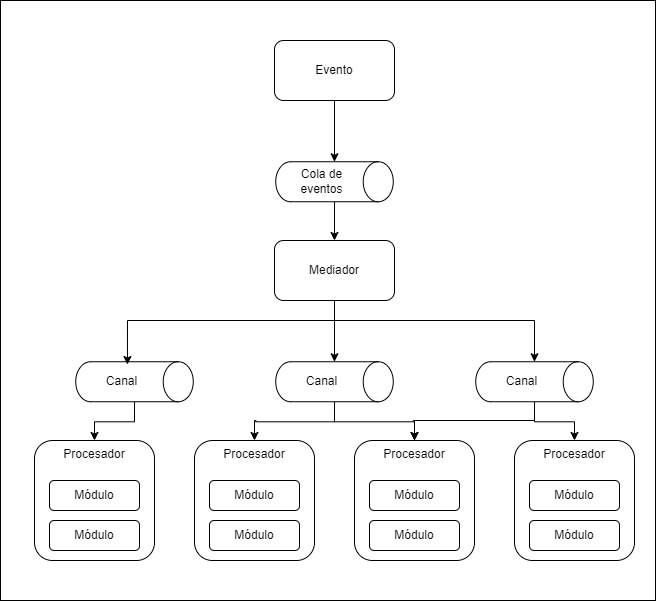 Evento
Cola de
eventos
Mediador
Canal
Canal
Canal
Procesador
Procesador
Procesador
Procesador
Módulo
Módulo
Módulo
Módulo
Módulo
Módulo
Módulo
Módulo